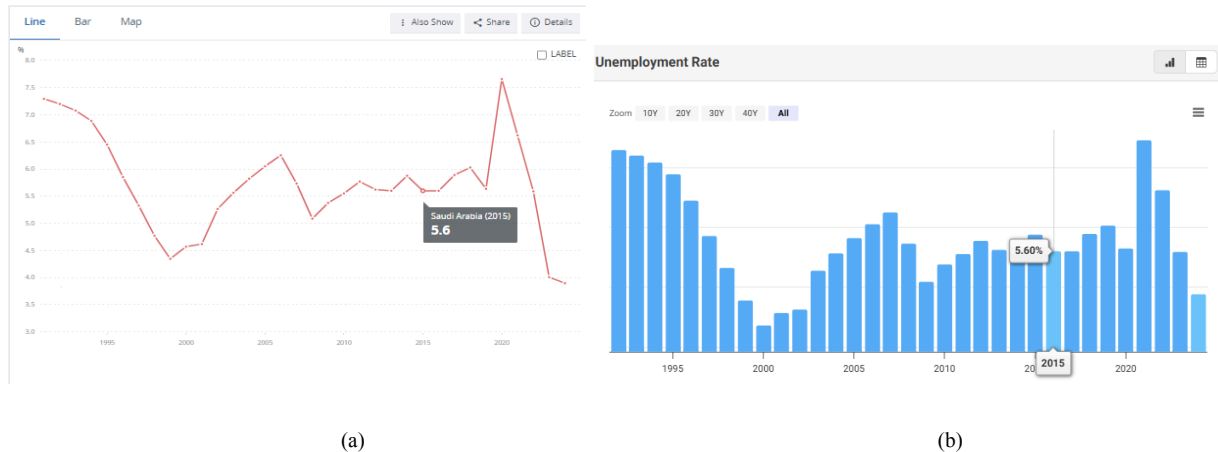 Line Bar Map
Also Show Share Details
%
LABEL
8.0
7.5
7.0
6.5
6.0
5.5
5.0
4.5
4.0
3.5
3.0
Saudi Arabia (2015)
5.6
1995 2000 2005 2010 2015 2020
(a)
Unemployment Rate
Zoom 10Y 20Y 30Y 40Y All
5.60%
1995 2000 2005 2010 2015 2020
(b)